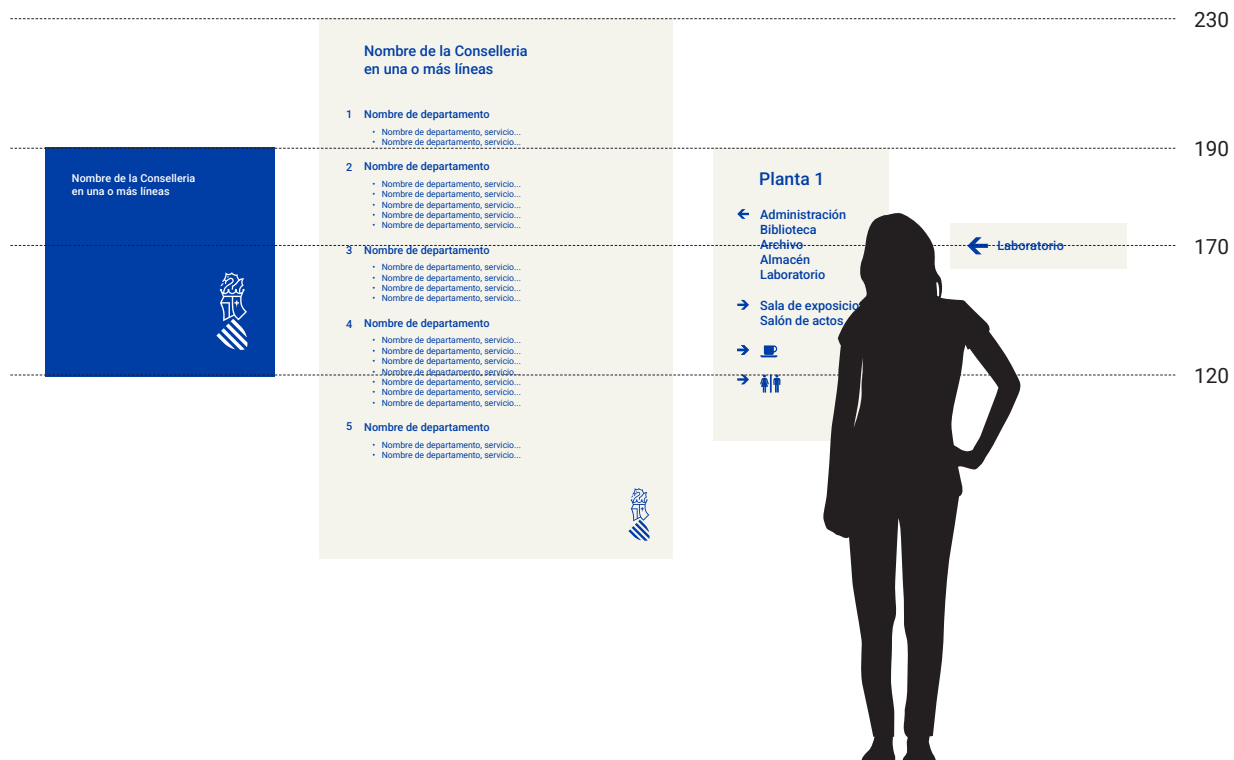 230
190
170
120
Nombre de la Conselleria
en una o más líneas
Nombre de la Conselleria
en una o más líneas
1 Nombre de departamento
• Nombre de departamento, servicio...
• Nombre de departamento, servicio...
2 Nombre de departamento
• Nombre de departamento, servicio...
• Nombre de departamento, servicio...
• Nombre de departamento, servicio...
• Nombre de departamento, servicio...
• Nombre de departamento, servicio...
3 Nombre de departamento
• Nombre de departamento, servicio...
• Nombre de departamento, servicio...
• Nombre de departamento, servicio...
• Nombre de departamento, servicio...
4 Nombre de departamento
• Nombre de departamento, servicio...
• Nombre de departamento, servicio...
• Nombre de departamento, servicio...
• Nombre de departamento, servicio...
• Nombre de departamento, servicio...
• Nombre de departamento, servicio...
• Nombre de departamento, servicio...
5 Nombre de departamento
• Nombre de departamento, servicio...
• Nombre de departamento, servicio...
Planta 1
← Administración
Biblioteca
Archivo
Almacén
Laboratorio
→ Sala de exposicio
Salón de actos
→
→
← Laboratorio